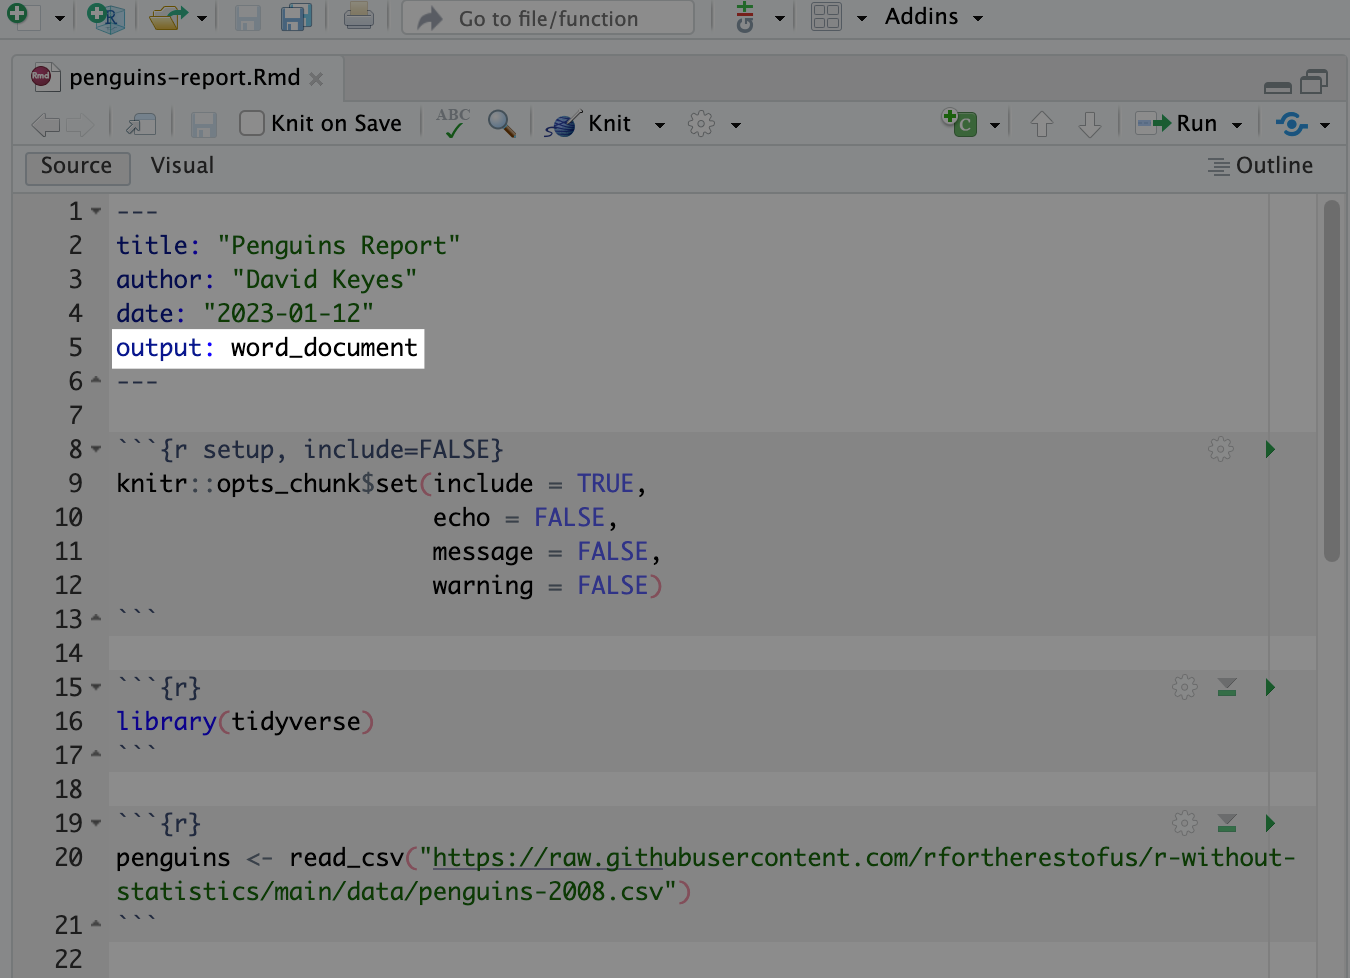 R
Go to file/function
Git
Addins
Rmd
penguins-report.Rmd
Knit on Save
ABC
Knit
C
Run
Source
Visual
Outline
1 ---
2 title: "Penguins Report"
3 author: "David Keyes"
4 date: "2023-01-12"
5 output: word_document
6 ---
7
8 ```{r setup, include=FALSE}
9 knitr::opts_chunk$set(include = TRUE,
10 echo = FALSE,
11 message = FALSE,
12 warning = FALSE)
13 ```
14
15 ```{r}
16 library(tidyverse)
17 ```
18
19 ```{r}
20 penguins <- read_csv("https://raw.githubusercontent.com/rfortherestofus/r-without-
statistics/main/data/penguins-2008.csv")
21 ```
22